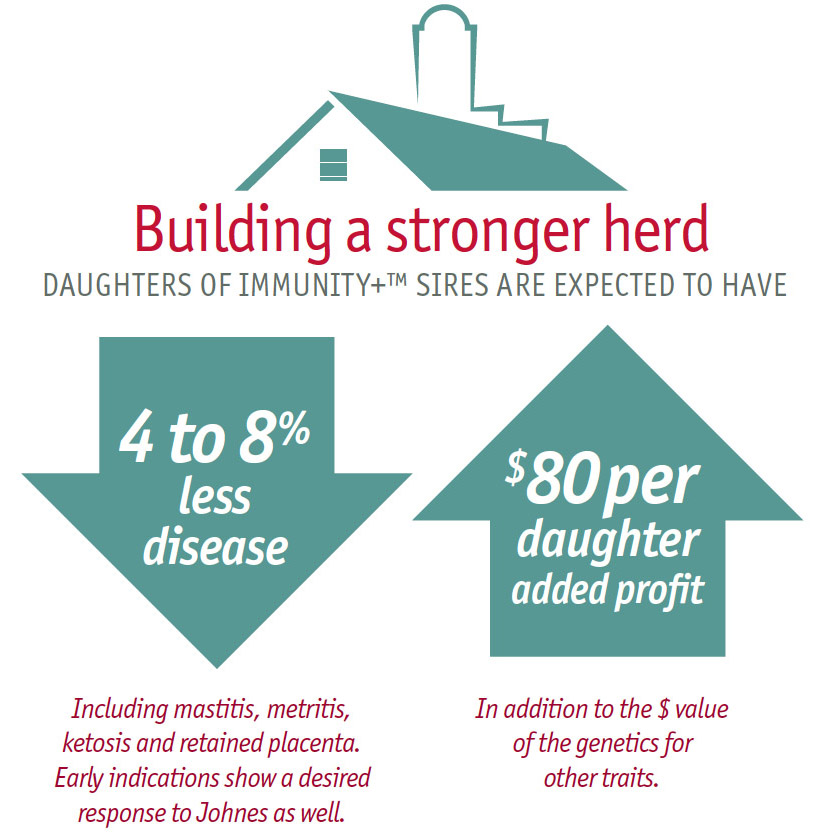 Building a stronger herd
DAUGHTERS OF IMMUNITY+™ SIRES ARE EXPECTED TO HAVE
4 to 8%
less
disease
$80 per
daughter
added profit
Including mastitis, metritis,
ketosis and retained placenta.
Early indications show a desired
response to Johnes as well.
In addition to the $ value
of the genetics for
other traits.